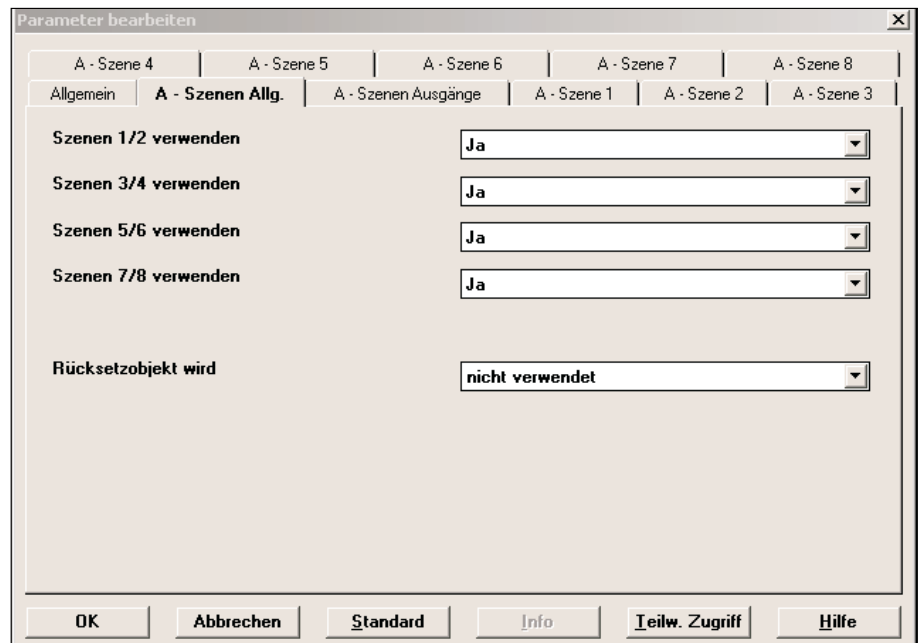 Parameter bearbeiten
A - Szene 4 A - Szene 5 A - Szene 6 A - Szene 7 A - Szene 8
Allgemein A - Szenen Allg. A - Szenen Ausgänge A - Szene 1 A - Szene 2 A - Szene 3
Szenen 1/2 verwenden Ja
Szenen 3/4 verwenden Ja
Szenen 5/6 verwenden Ja
Szenen 7/8 verwenden Ja
Rücksetzobjekt wird nicht verwendet
OK Abbrechen Standard Info Teilw. Zugriff Hilfe